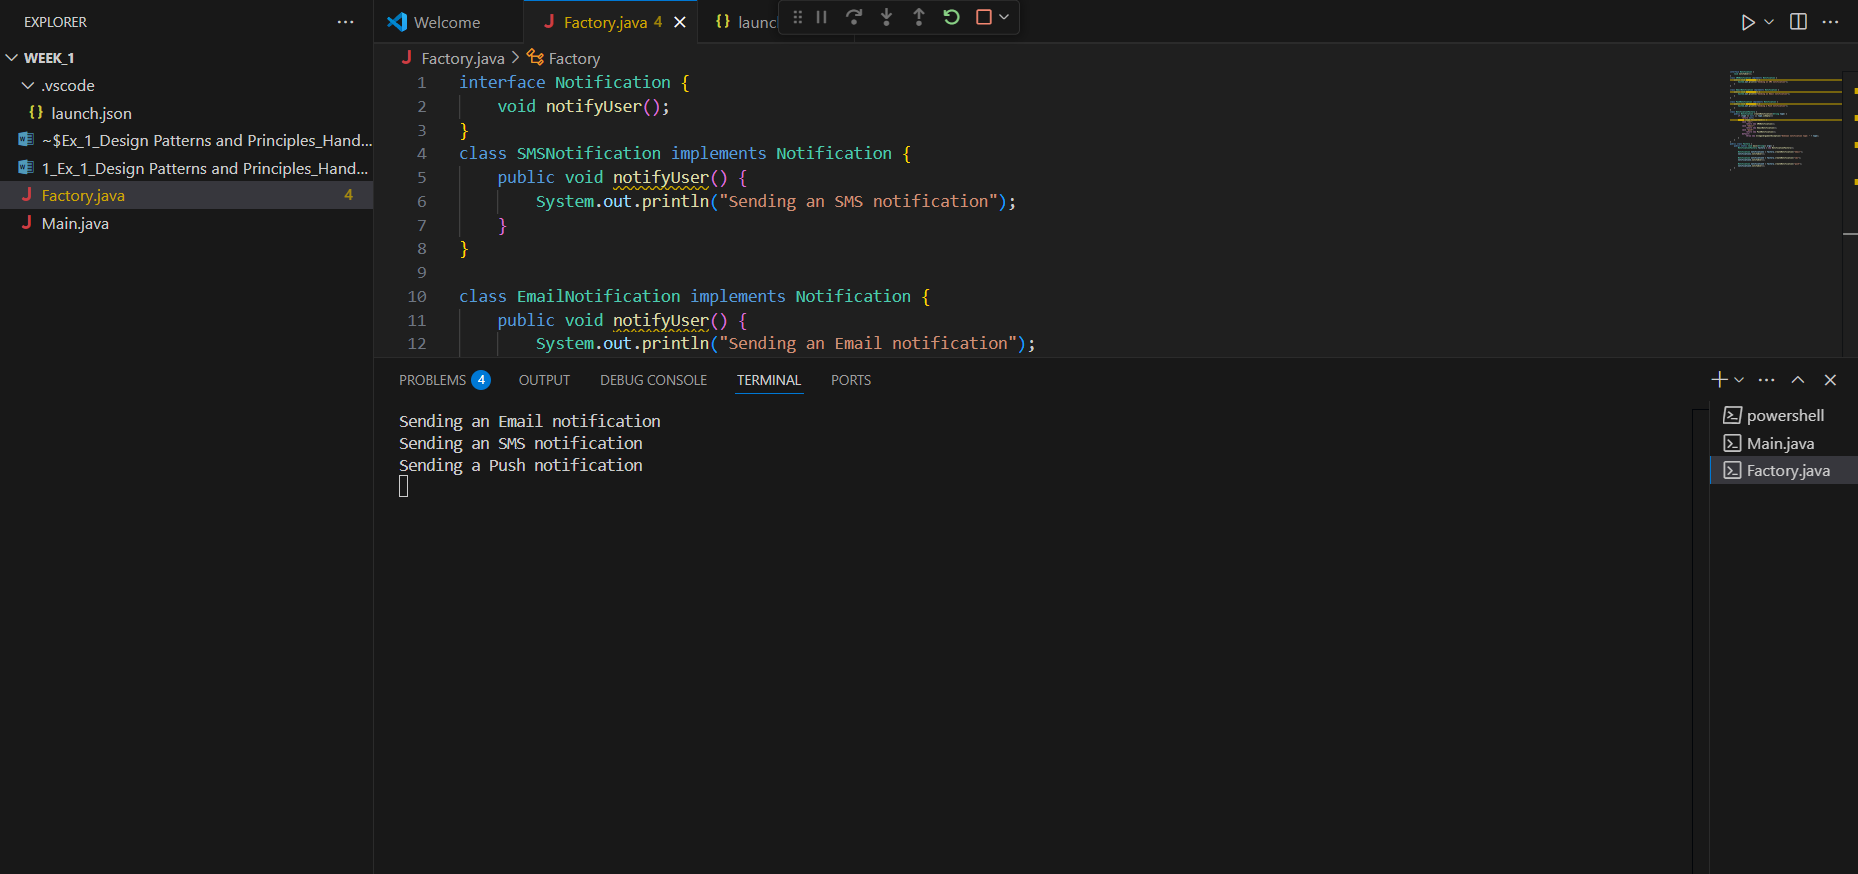 EXPLORER
WEEK_1
.vscode
{} launch.json
~$Ex_1_Design Patterns and Principles_Hand...
1_Ex_1_Design Patterns and Principles_Hand...
J Factory.java 4
J Main.java
Welcome
J Factory.java 4
{} launc
J Factory.java > Factory
1 interface Notification {
2 void notifyUser();
3 }
4 class SMSNotification implements Notification {
5 public void notifyUser() {
6 System.out.println("Sending an SMS notification");
7 }
8 }
9
10 class EmailNotification implements Notification {
11 public void notifyUser() {
12 System.out.println("Sending an Email notification");
PROBLEMS 4 OUTPUT DEBUG CONSOLE TERMINAL PORTS
Sending an Email notification
Sending an SMS notification
Sending a Push notification
powershell
Main.java
Factory.java